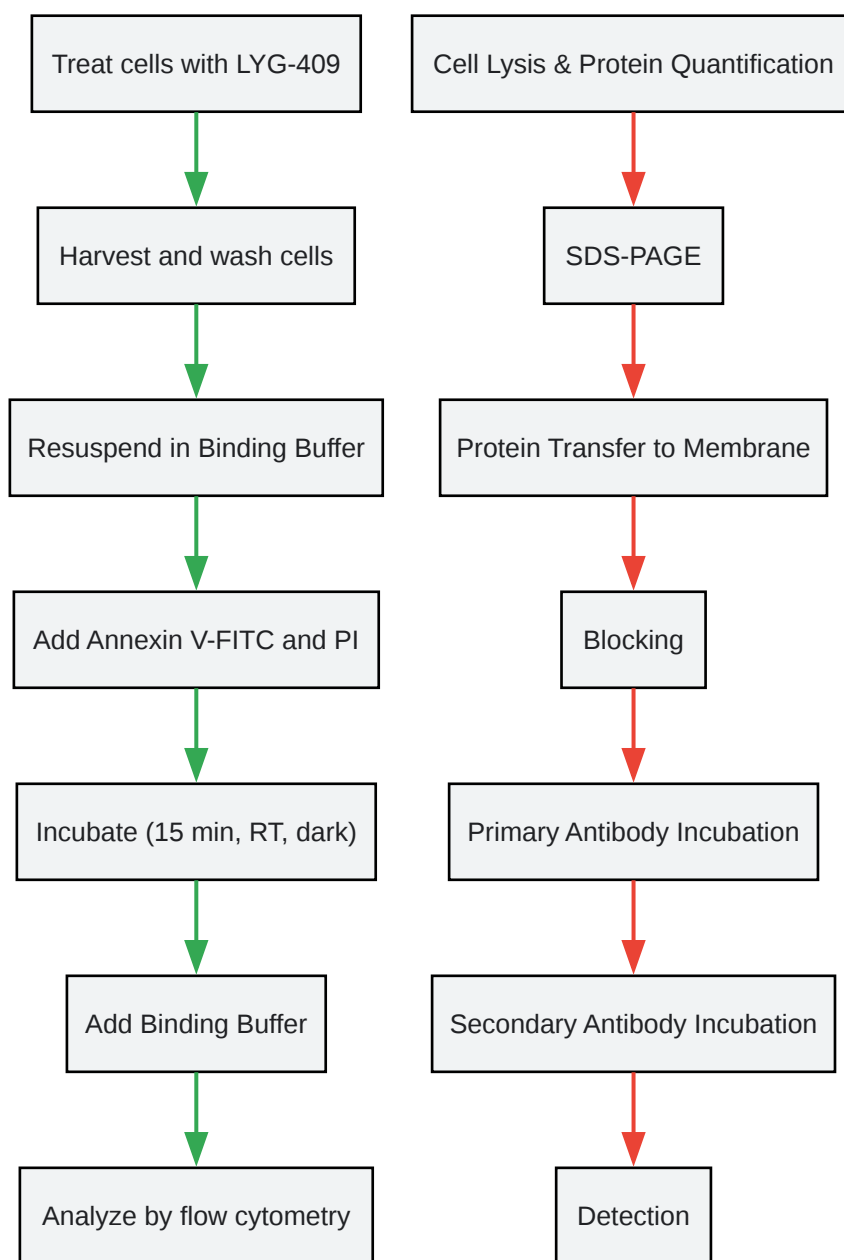 Treat cells with LYG-409
Harvest and wash cells
Resuspend in Binding Buffer
Add Annexin V-FITC and PI
Incubate (15 min, RT, dark)
Add Binding Buffer
Analyze by flow cytometry
Cell Lysis & Protein Quantification
SDS-PAGE
Protein Transfer to Membrane
Blocking
Primary Antibody Incubation
Secondary Antibody Incubation
Detection